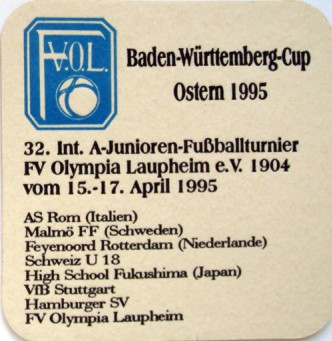 F.V.O.L.
Baden-Württemberg-Cup
Ostern 1995
32. Int. A-Junioren-Fußballturnier
FV Olympia Laupheim e.V. 1904
vom 15.-17. April 1995
AS Rom (Italien)
Malmö FF (Schweden)
Feyenoord Rotterdam (Niederlande)
Schweiz U 18
High School Fukushima (Japan)
VfB Stuttgart
Hamburger SV
FV Olympia Laupheim